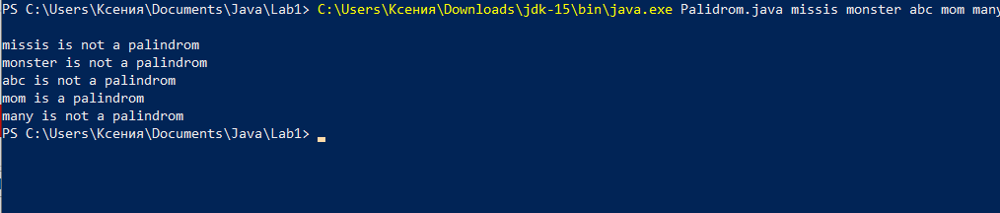 PS C:\Users\Ксения\Documents\Java\Lab1> C:\Users\Ксения\Downloads\jdk-15\bin\java.exe Palidrom.java missis monster abc mom many
missis is not a palindrom
monster is not a palindrom
abc is not a palindrom
mom is a palindrom
many is not a palindrom
PS C:\Users\Ксения\Documents\Java\Lab1>